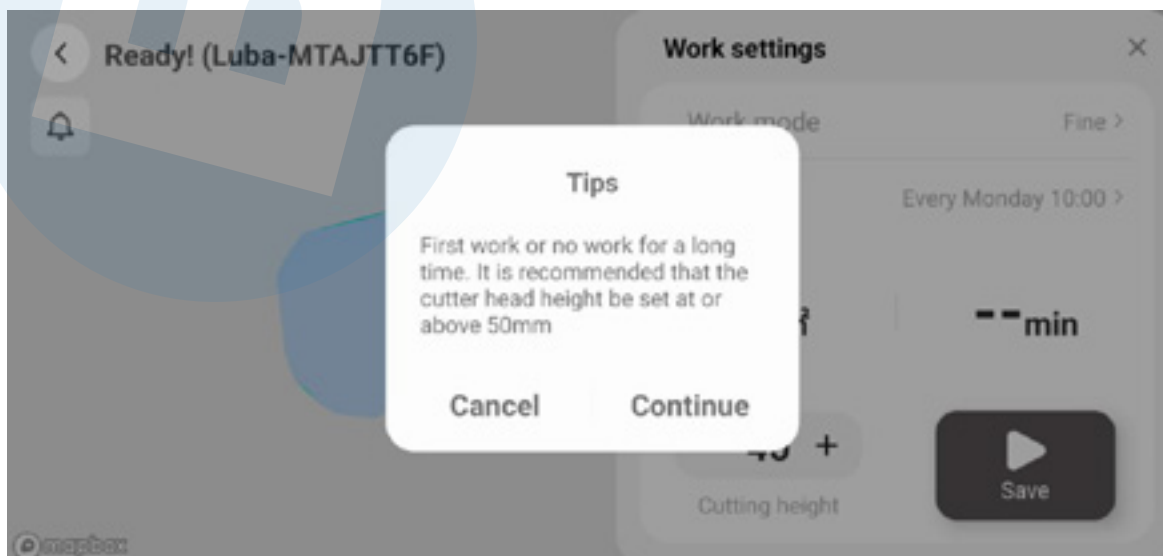 Ready! (Luba-MTAJTT6F)
Work settings
Work mode
Fine >
Every Monday 10:00 >
Tips
First work or no work for a long
time. It is recommended that the
cutter head height be set at or
above 50mm
--min
Cancel
Continue
+
Cutting height
Save
mapbox